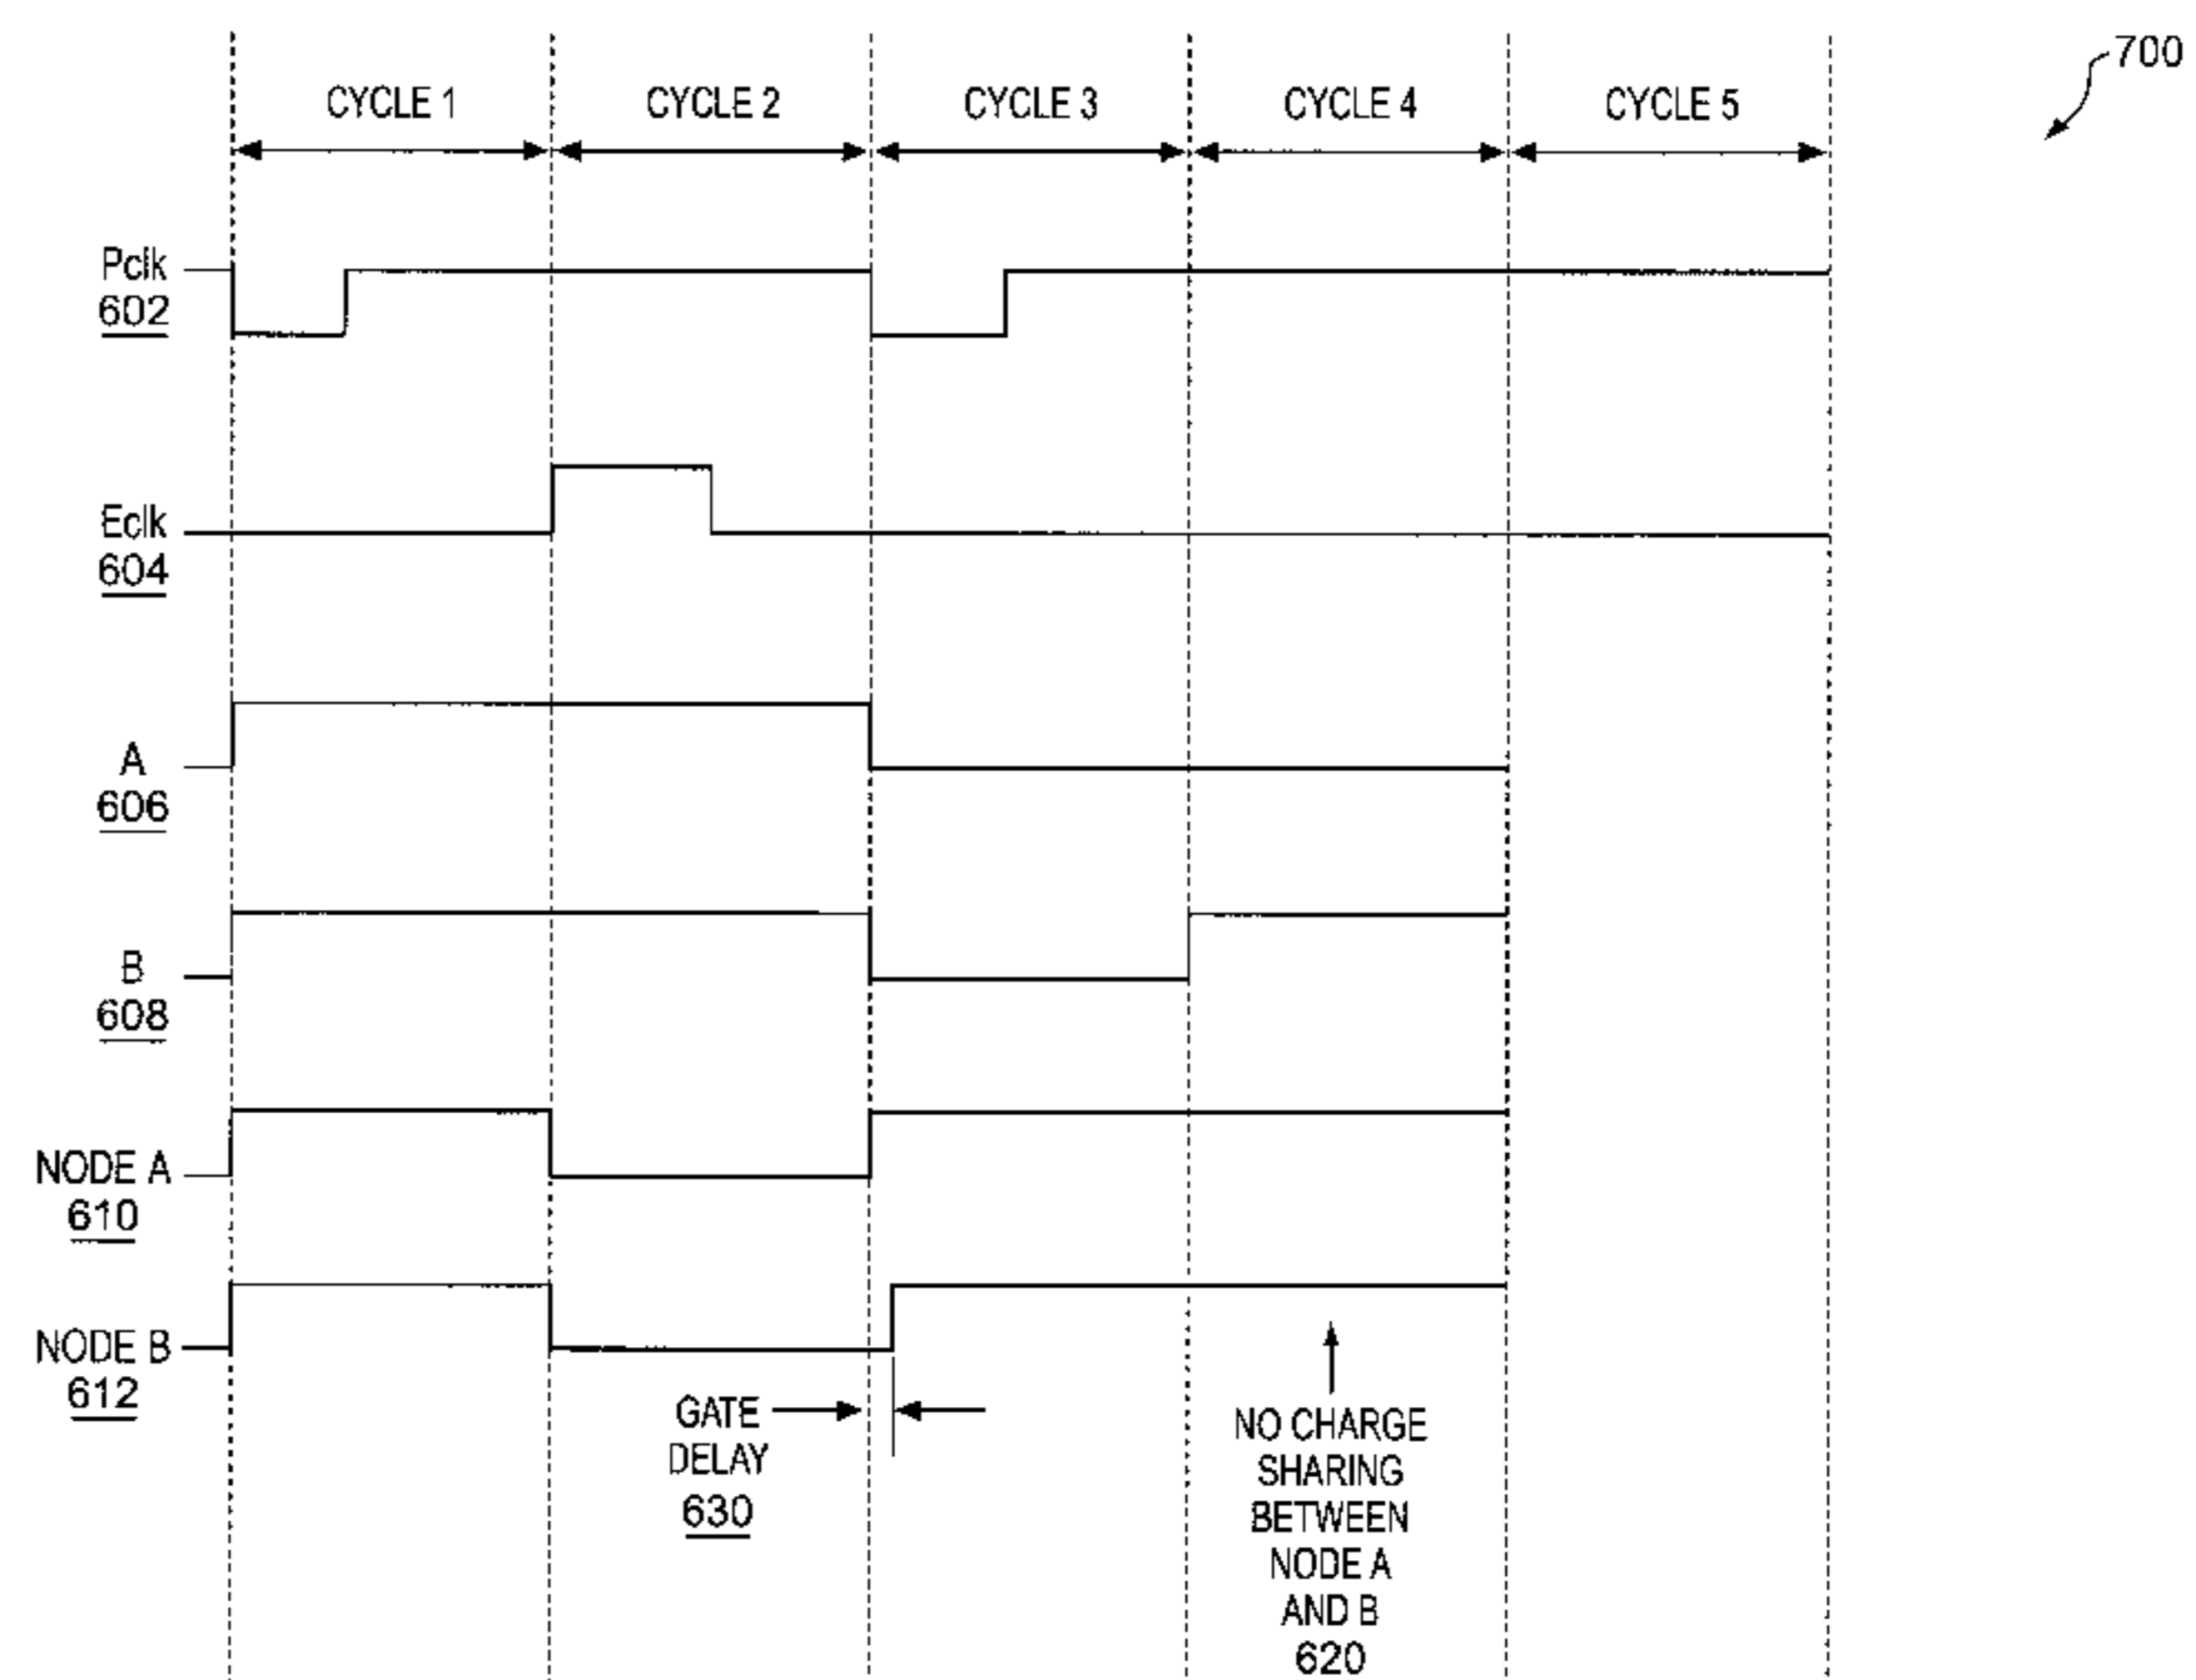 700
CYCLE 1 CYCLE 2 CYCLE 3 CYCLE 4 CYCLE 5
Pclk
602
Eclk
604
A
606
B
608
NODE A
610
NODE B
612
GATE
DELAY
630
NO CHARGE
SHARING
BETWEEN
NODE A
AND B
620